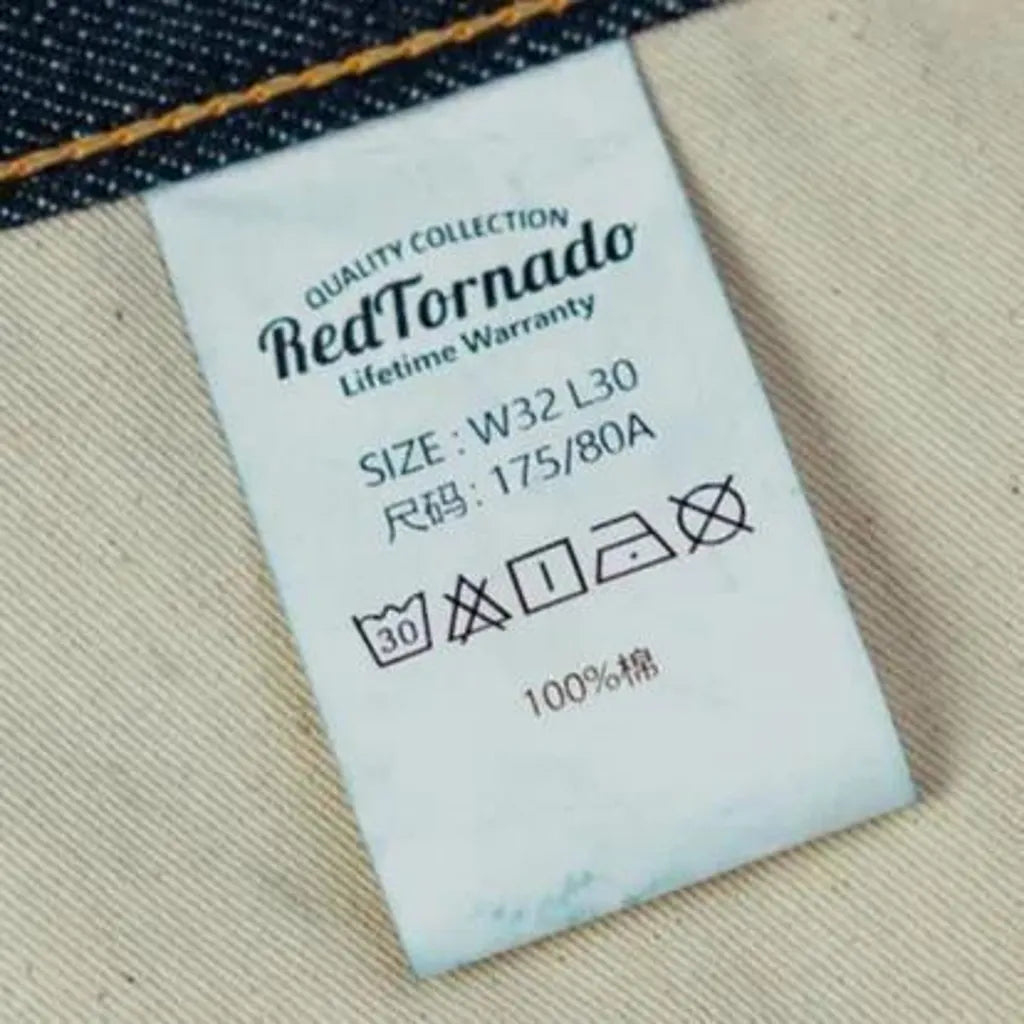 QUALITY COLLECTION
RedTornado
Lifetime Warranty
SIZE : W32 L30
尺码 : 175/80A
30
100%棉